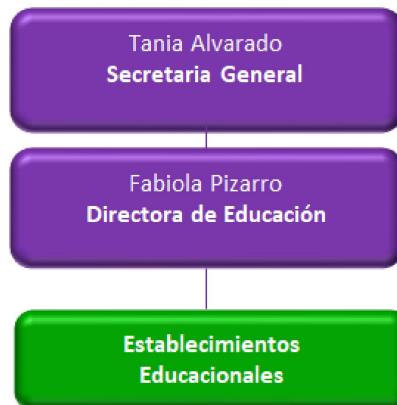 Tania Alvarado
Secretaria General
Fabiola Pizarro
Directora de Educación
Establecimientos
Educacionales